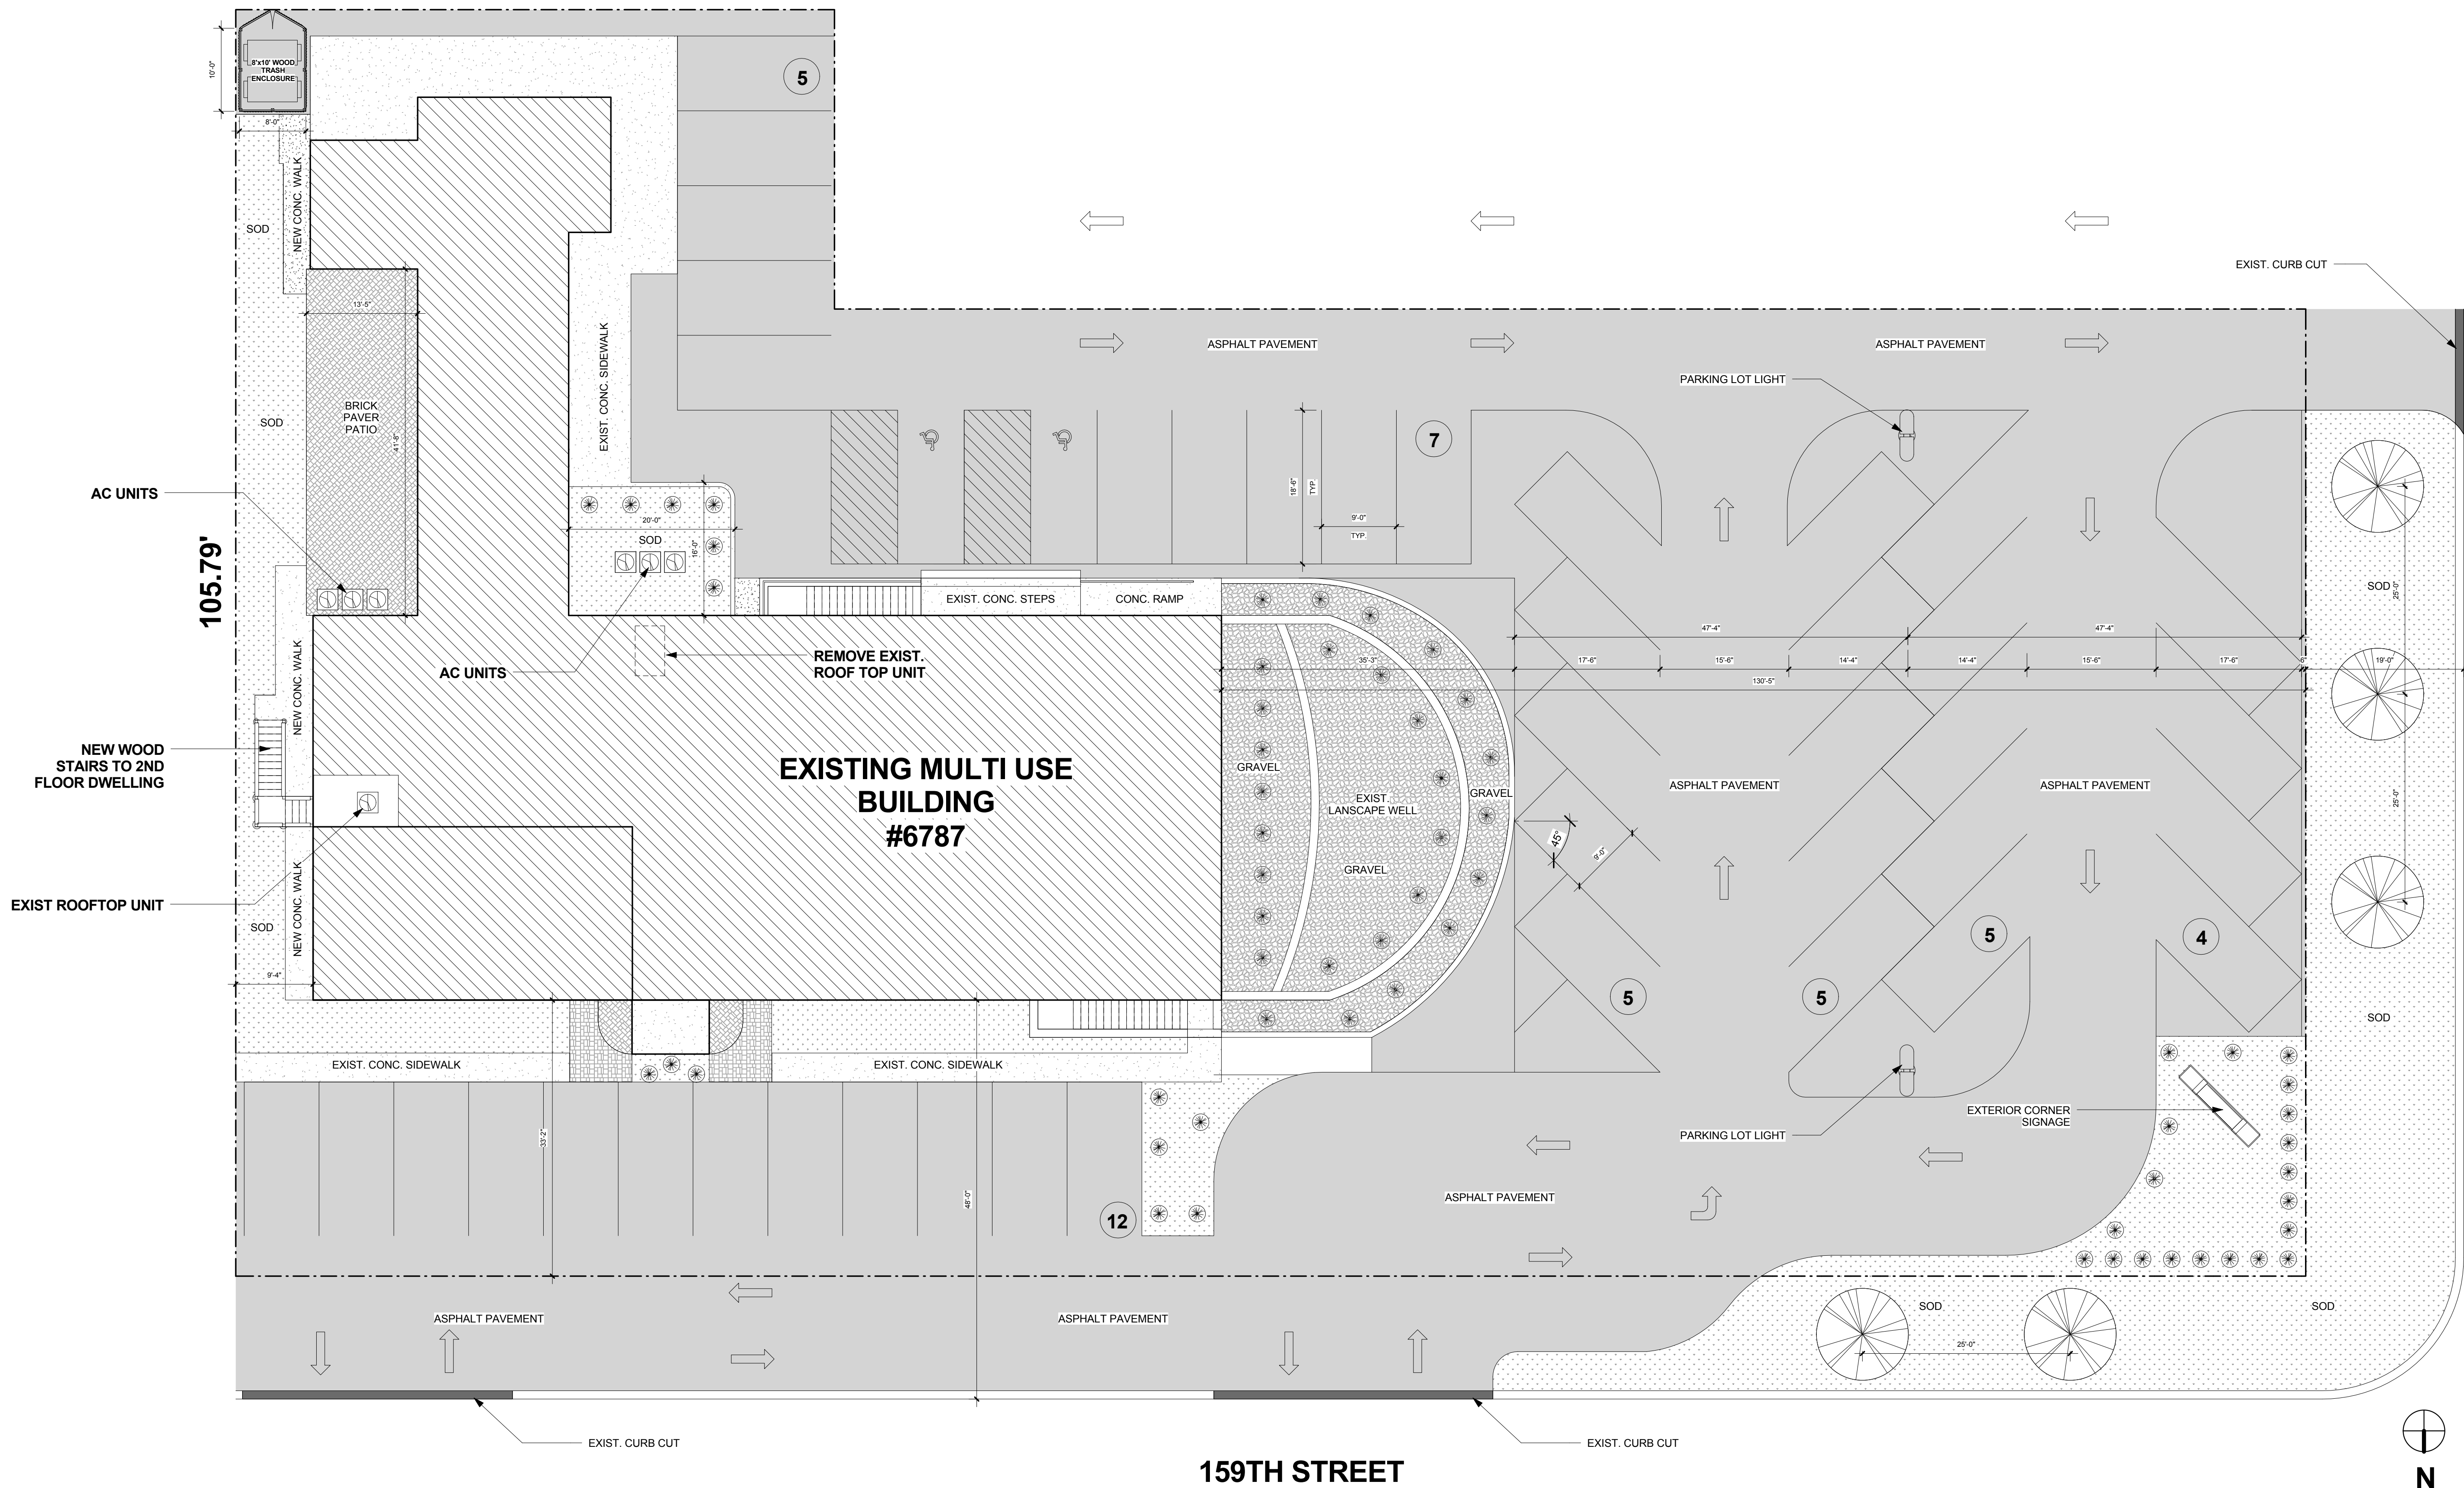 5
10'-0"
8'x10' WOOD
TRASH
ENCLOSURE
8'-0"
NEW CONC. WALK
SOD
EXIST. CURB CUT
13'-5"
EXIST. CONC. SIDEWALK
ASPHALT PAVEMENT
ASPHALT PAVEMENT
PARKING LOT LIGHT
BRICK
PAVER
PATIO
SOD
41'-8"
7
AC UNITS
18'-6"
TYP
9'-0"
TYP.
20'-0"
SOD
16'-0"
105.79'
EXIST. CONC. STEPS
CONC. RAMP
SOD
25'-0"
47'-4"
47'-4"
NEW CONC. WALK
AC UNITS
REMOVE EXIST.
ROOF TOP UNIT
35'-3"
17'-6"
15'-6"
14'-4"
14'-4"
15'-6"
17'-6"
6"
19'-0"
130'-5"
NEW WOOD
STAIRS TO 2ND
FLOOR DWELLING
EXISTING MULTI USE
BUILDING
#6787
GRAVEL
EXIST.
LANSCAPE WELL
GRAVEL
GRAVEL
ASPHALT PAVEMENT
ASPHALT PAVEMENT
25'-0"
45°
9'-0"
EXIST ROOFTOP UNIT
NEW CONC. WALK
SOD
9'-4"
5
4
5
5
SOD
EXIST. CONC. SIDEWALK
EXIST. CONC. SIDEWALK
33'-2"
48'-0"
EXTERIOR CORNER
SIGNAGE
PARKING LOT LIGHT
ASPHALT PAVEMENT
12
ASPHALT PAVEMENT
ASPHALT PAVEMENT
SOD
SOD
25'-0"
EXIST. CURB CUT
EXIST. CURB CUT
159TH STREET
N